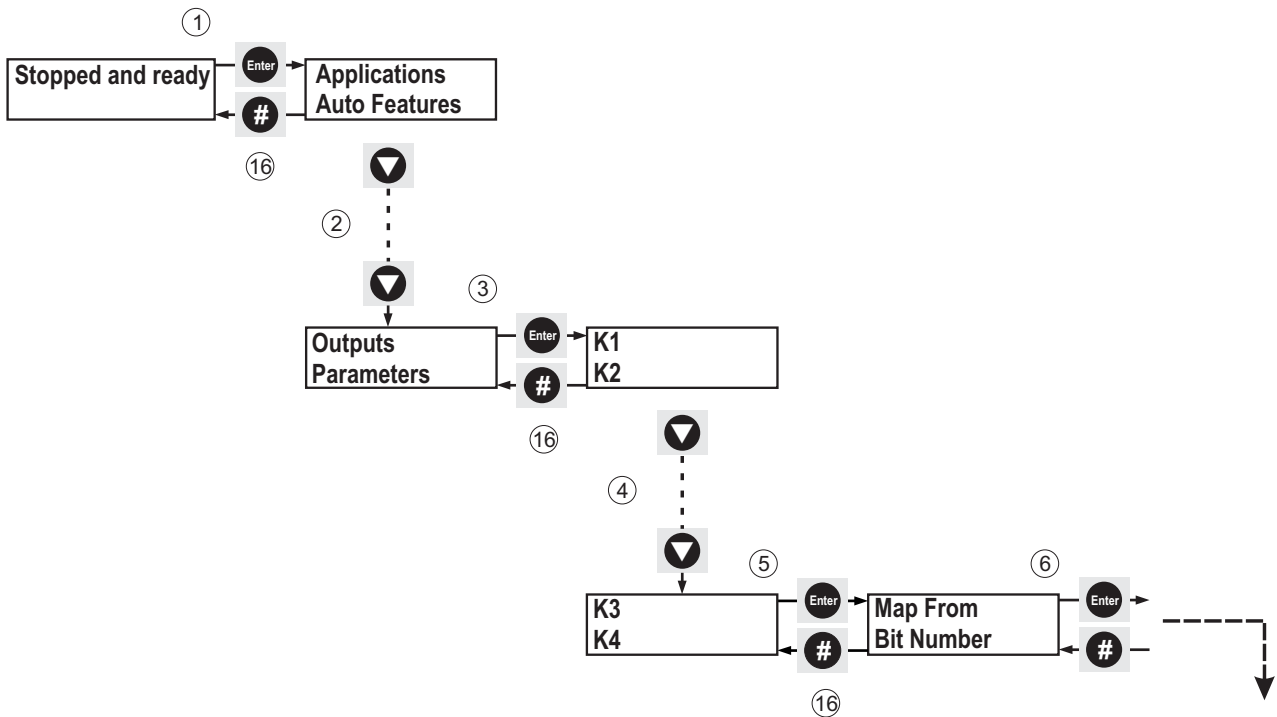 1
Stopped and ready
Enter
Applications
Auto Features
#
16
2
3
Outputs
Parameters
Enter
K1
K2
#
16
4
5
6
K3
K4
Enter
Map From
Bit Number
Enter
#
#
16